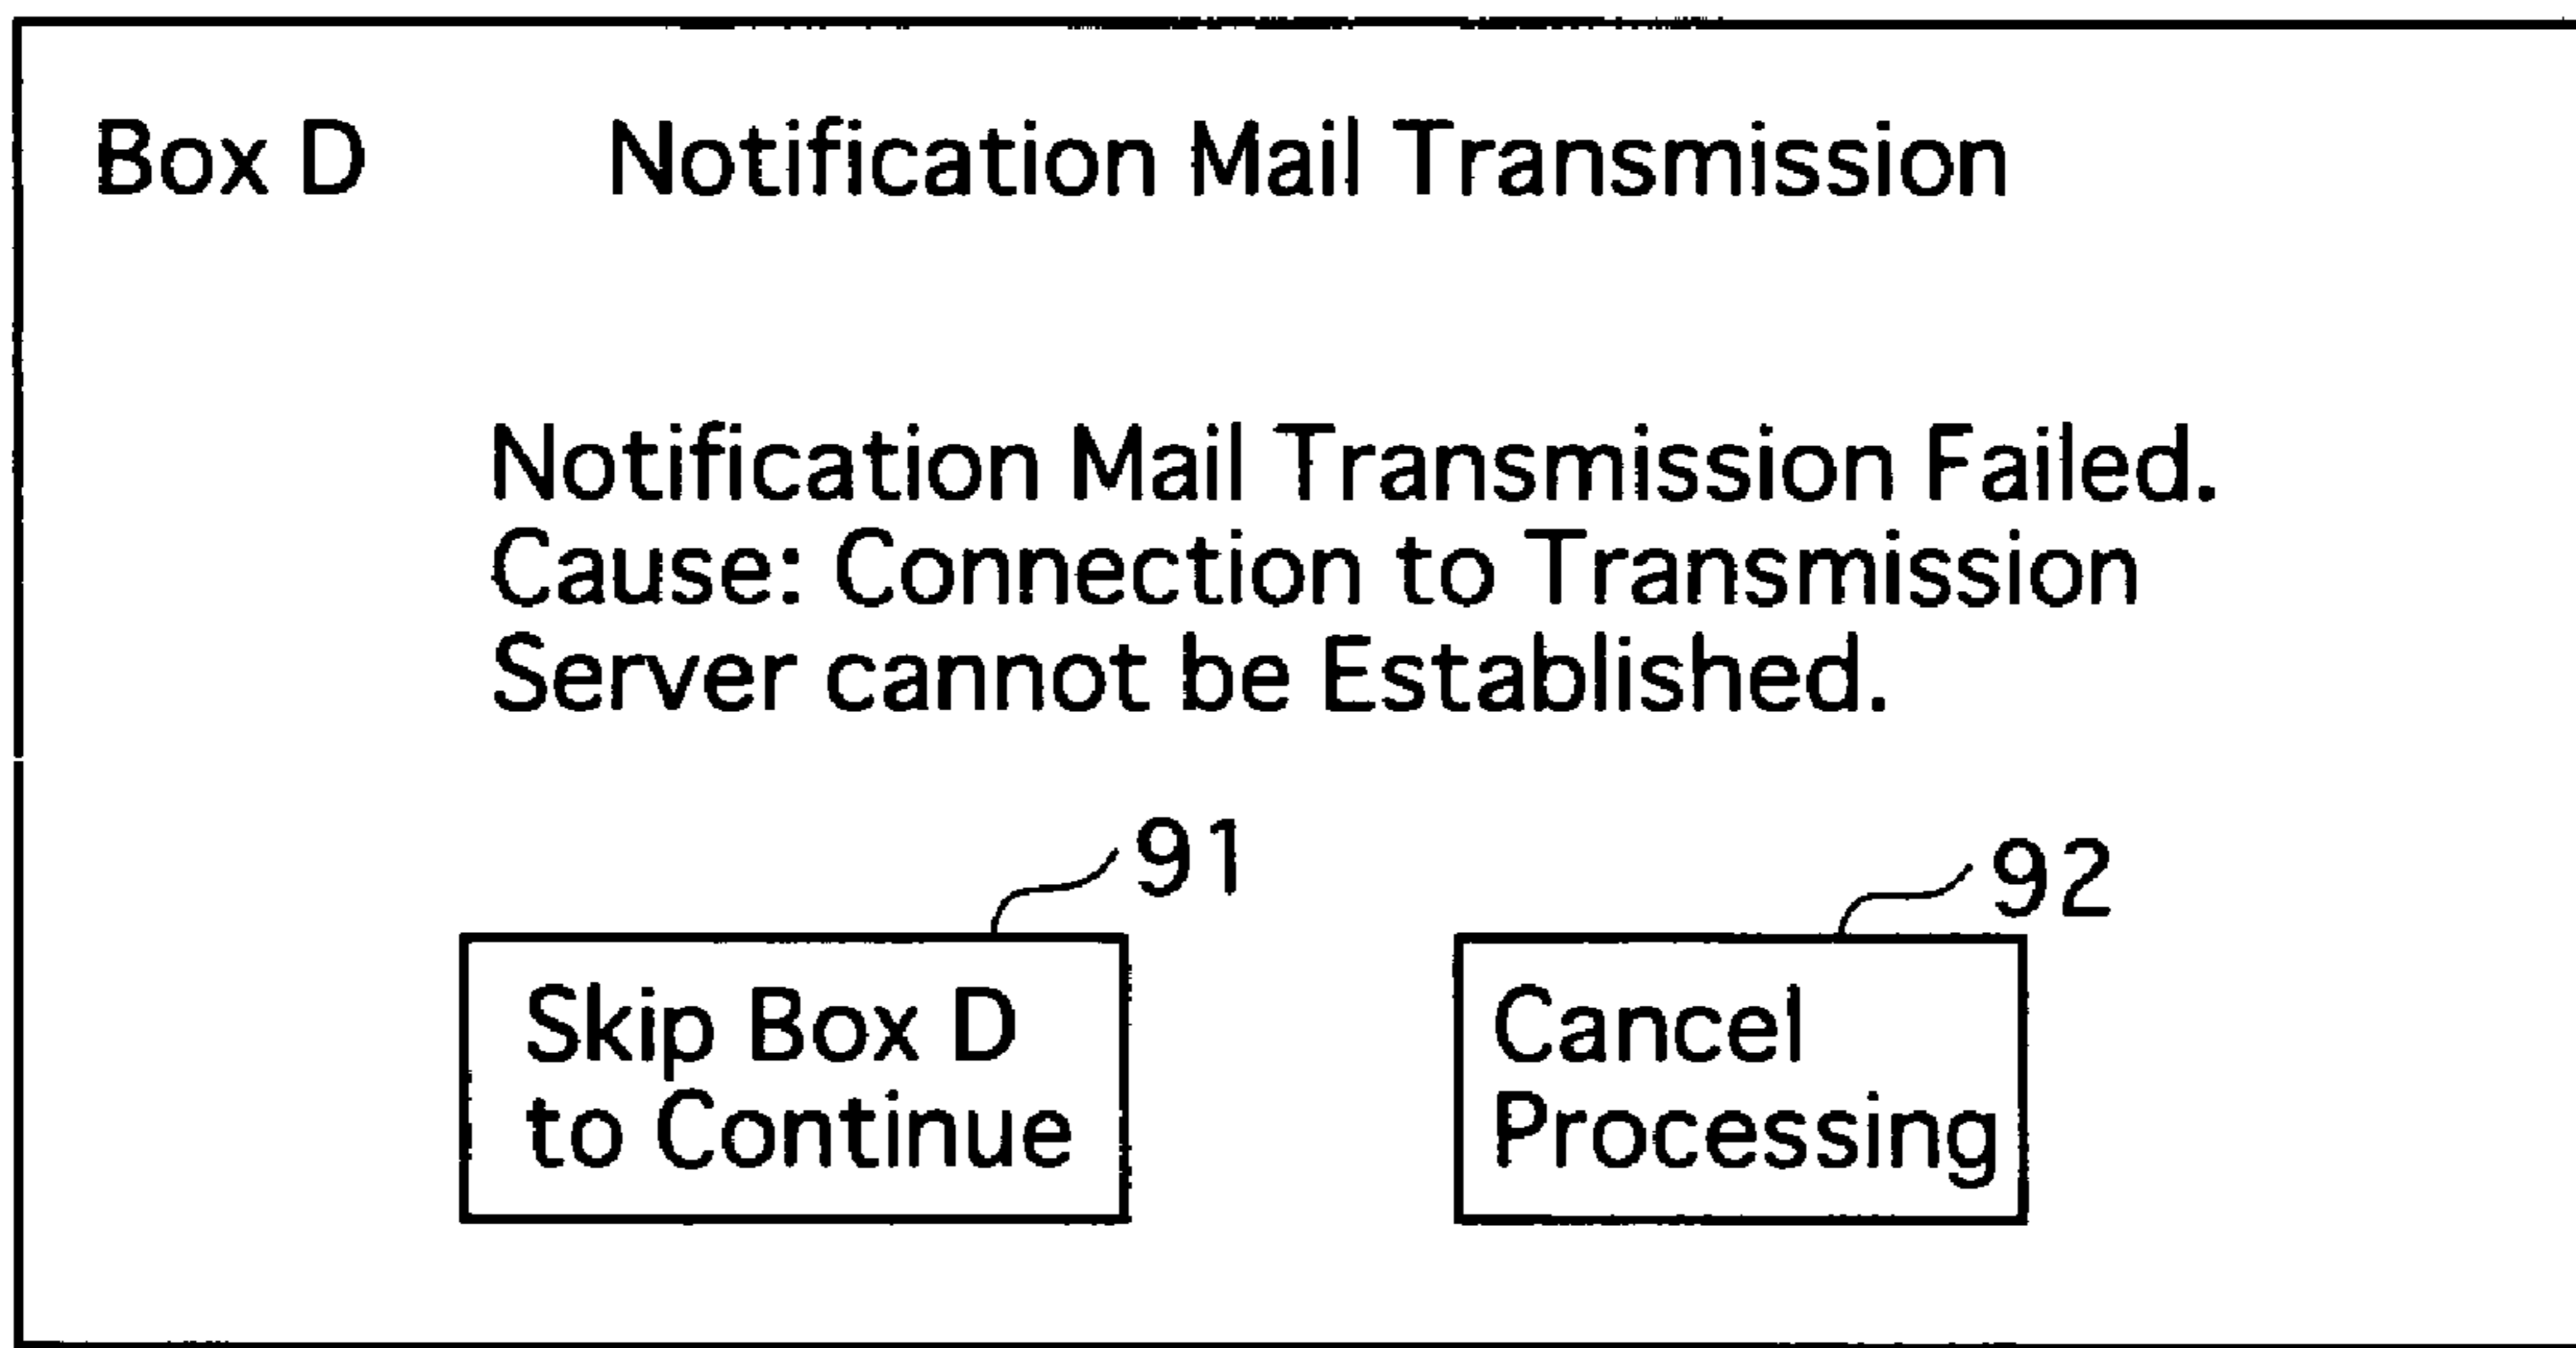 Box D Notification Mail Transmission
Notification Mail Transmission Failed.
Cause: Connection to Transmission
Server cannot be Established.
91
92
Skip Box D
to Continue
Cancel
Processing